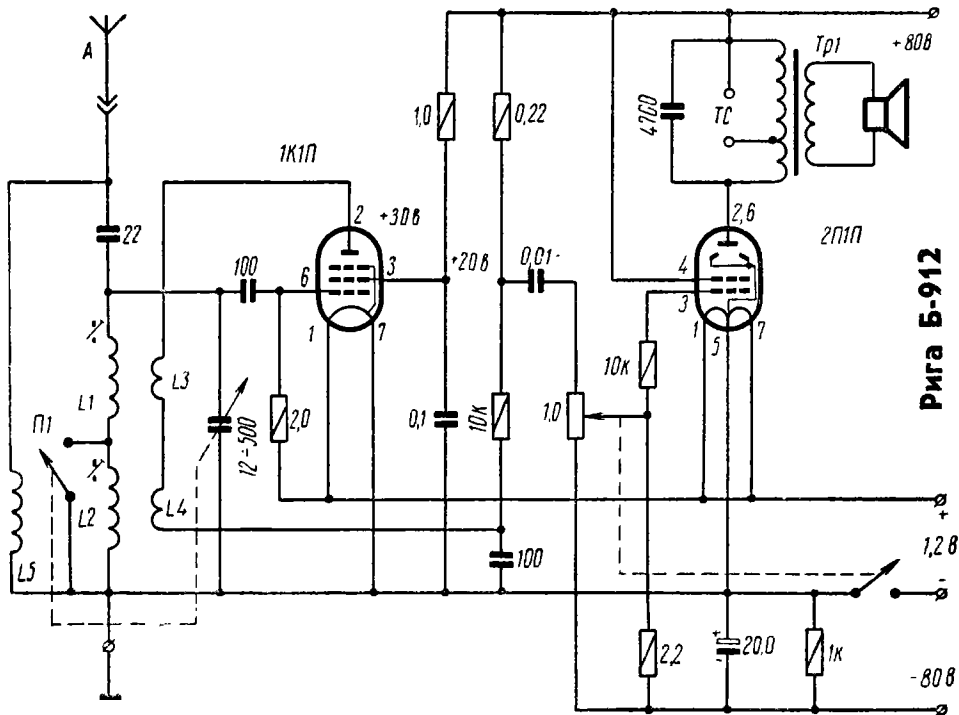 А
22
L5
П1
L1
L2
L3
L4
12÷500
100
2,0
1К1П
2
+30в
6
3
1
7
1,0
+20в
0,1
0,22
10к
100
0,01
1,0
10к
2,2
4700
ТС
Тр1
+80В
2,6
2П1П
4
3
1
5
7
+
1,2В
-
+
-
20,0
1к
-80В
Рига Б-912